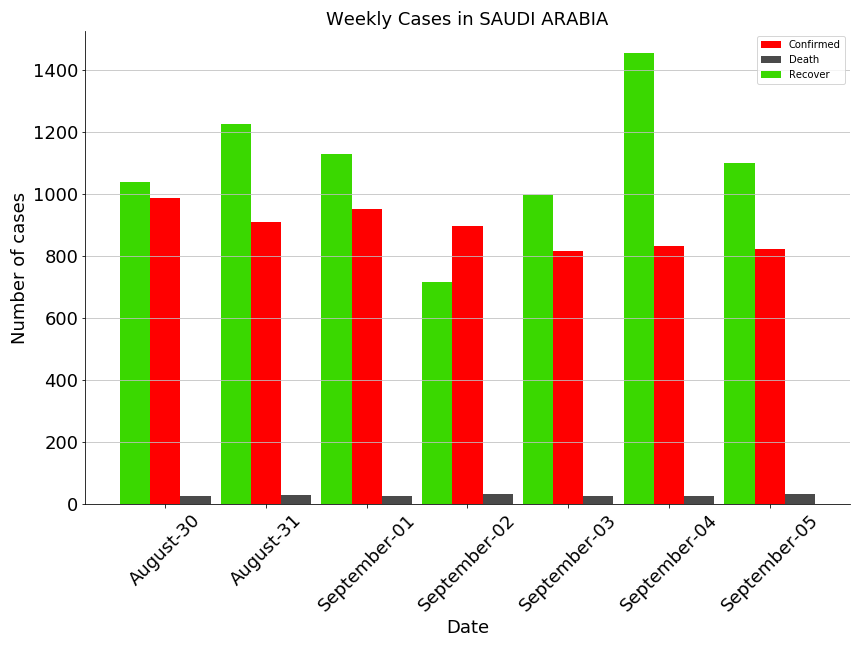 Weekly Cases in SAUDI ARABIA
Confirmed
Death
Recover
Number of cases
1400
1200
1000
800
600
400
200
0
August-30
August-31
September-01
September-02
September-03
September-04
September-05
Date